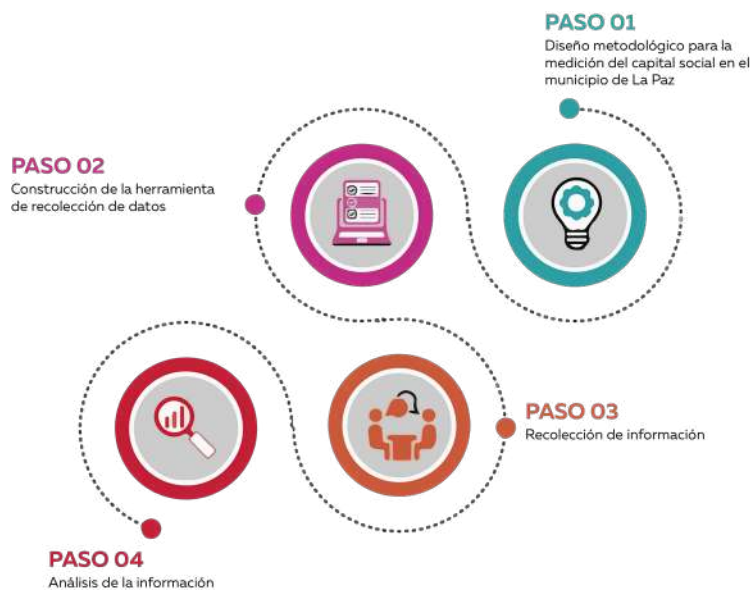 PASO 01
Diseño metodológico para la
medición del capital social en el
municipio de La Paz
PASO 02
Construcción de la herramienta
de recolección de datos
PASO 03
Recolección de información
PASO 04
Análisis de la información